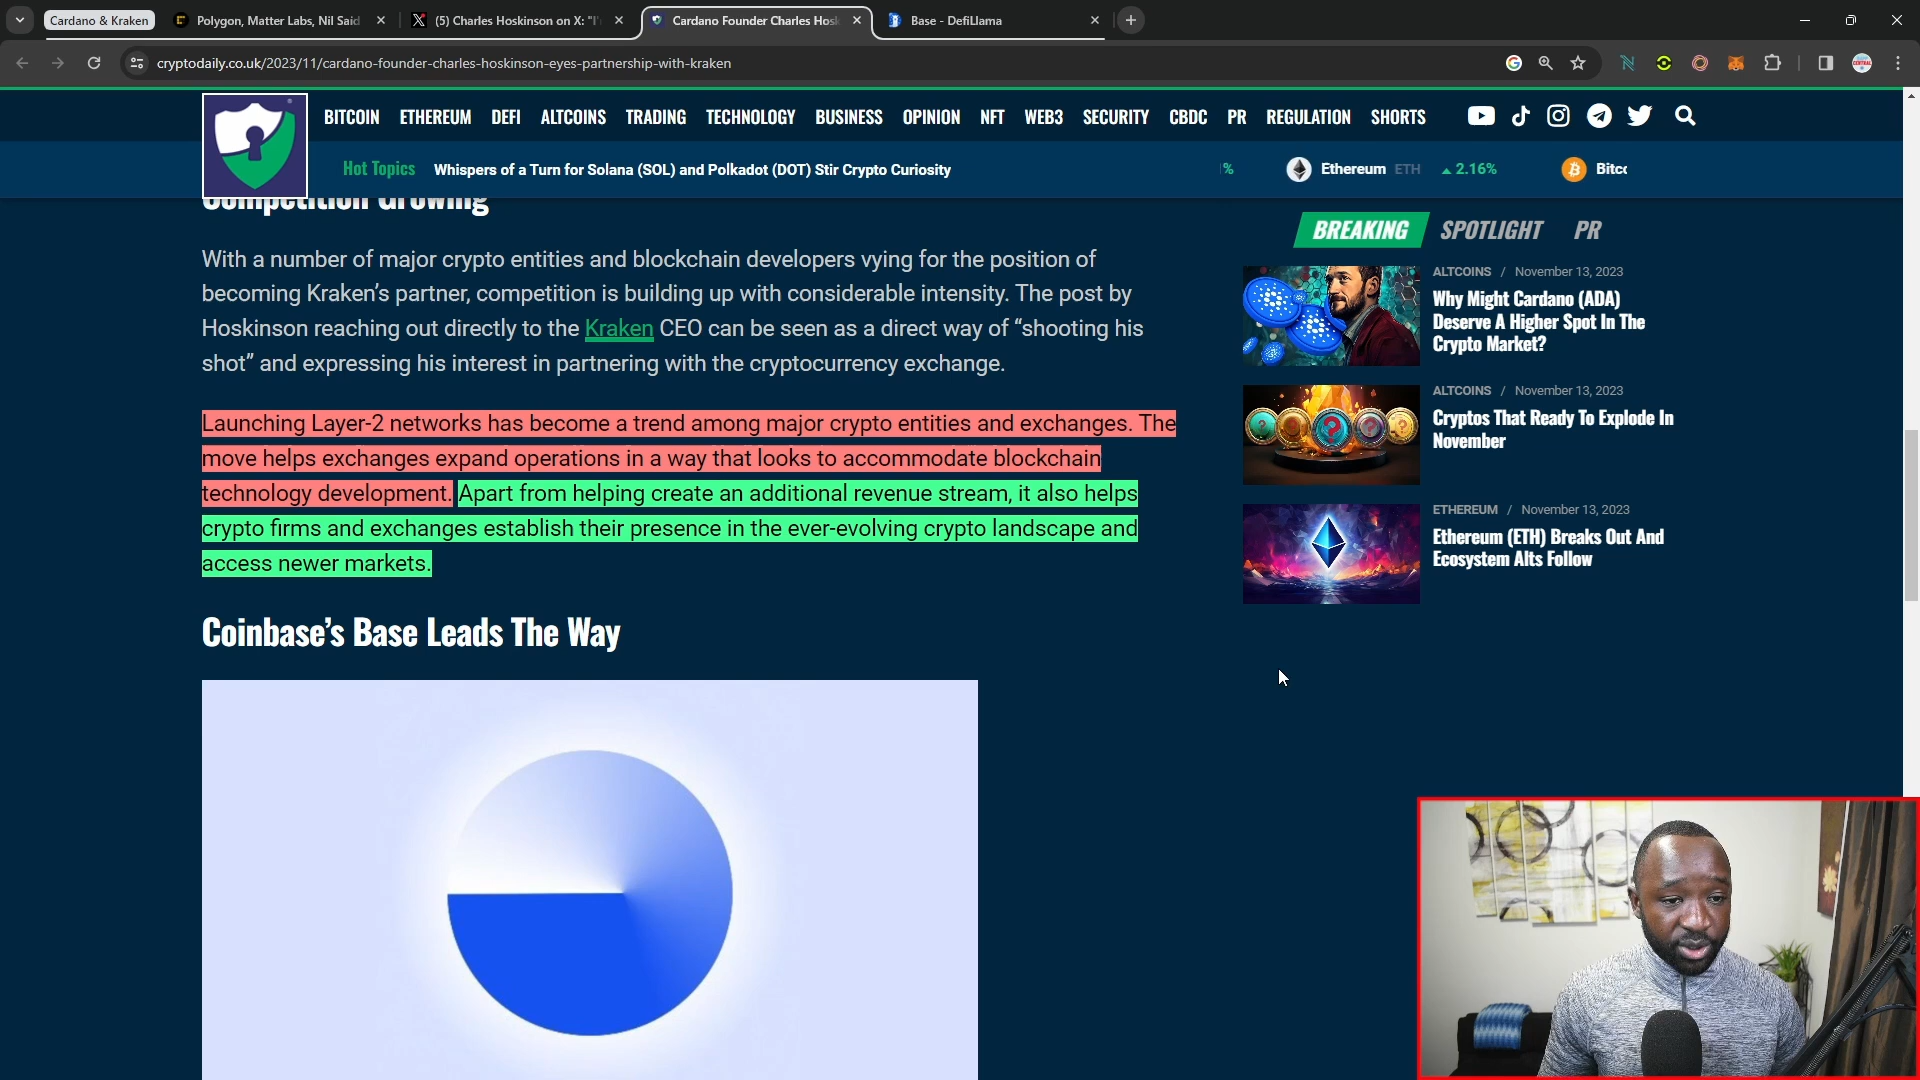 Cardano & Kraken
Polygon, Matter Labs, Nil Said
(5) Charles Hoskinson on X: "I'
Cardano Founder Charles Hosk
Base - DefiLlama
cryptodaily.co.uk/2023/11/cardano-founder-charles-hoskinson-eyes-partnership-with-kraken
BITCOIN ETHEREUM DEFI ALTCOINS TRADING TECHNOLOGY BUSINESS OPINION NFT WEB3 SECURITY CBDC PR REGULATION SHORTS
Hot Topics Whispers of a Turn for Solana (SOL) and Polkadot (DOT) Stir Crypto Curiosity
% Ethereum ETH 2.16% Bitc
Competition Growing
With a number of major crypto entities and blockchain developers vying for the position of
becoming Kraken’s partner, competition is building up with considerable intensity. The post by
Hoskinson reaching out directly to the Kraken CEO can be seen as a direct way of “shooting his
shot” and expressing his interest in partnering with the cryptocurrency exchange.
Launching Layer-2 networks has become a trend among major crypto entities and exchanges. The
move helps exchanges expand operations in a way that looks to accommodate blockchain
technology development. Apart from helping create an additional revenue stream, it also helps
crypto firms and exchanges establish their presence in the ever-evolving crypto landscape and
access newer markets.
Coinbase’s Base Leads The Way
BREAKING SPOTLIGHT PR
ALTCOINS / November 13, 2023
Why Might Cardano (ADA)
Deserve A Higher Spot In The
Crypto Market?
ALTCOINS / November 13, 2023
Cryptos That Ready To Explode In
November
ETHEREUM / November 13, 2023
Ethereum (ETH) Breaks Out And
Ecosystem Alts Follow